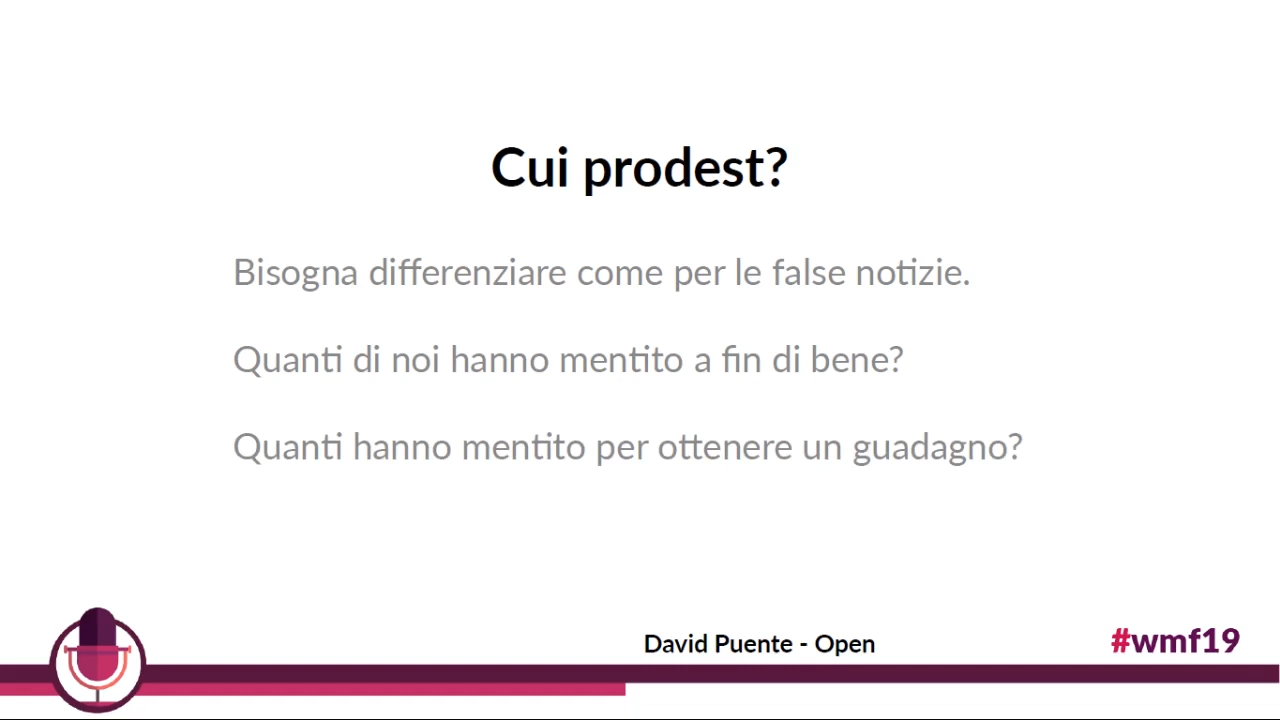 Cui prodest?
Bisogna differenziare come per le false notizie.
Quanti di noi hanno mentito a fin di bene?
Quanti hanno mentito per ottenere un guadagno?
David Puente - Open
#wmf19